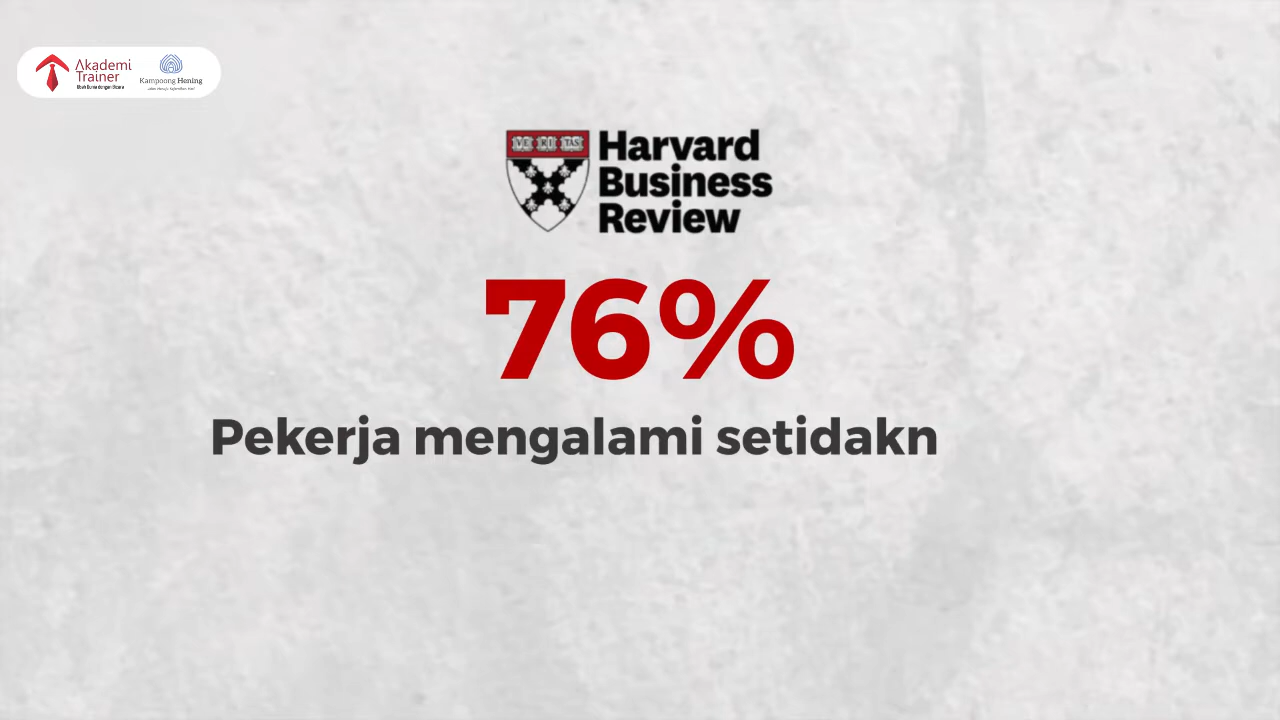 Akademi
Trainer
Kampoong Hening
Harvard
Business
Review
76%
Pekerja mengalami setidakn